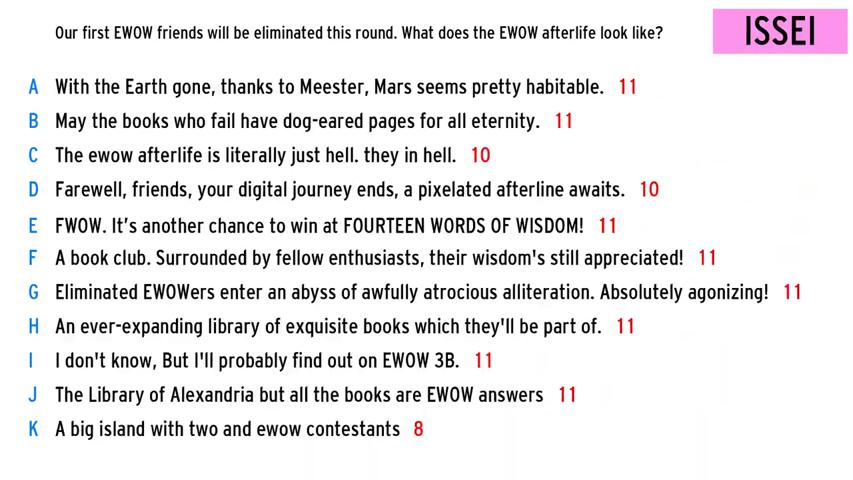 Our first EWOW friends will be eliminated this round. What does the EWOW afterlife look like?
ISSEI
A With the Earth gone, thanks to Meester, Mars seems pretty habitable. 11
B May the books who fail have dog-eared pages for all eternity. 11
C The ewow afterlife is literally just hell. they in hell. 10
D Farewell, friends, your digital journey ends, a pixelated afterline awaits. 10
E FWOW. It’s another chance to win at FOURTEEN WORDS OF WISDOM! 11
F A book club. Surrounded by fellow enthusiasts, their wisdom's still appreciated! 11
G Eliminated EWOWers enter an abyss of awfully atrocious alliteration. Absolutely agonizing! 11
H An ever-expanding library of exquisite books which they'll be part of. 11
I I don't know, But I'll probably find out on EWOW 3B. 11
J The Library of Alexandria but all the books are EWOW answers 11
K A big island with two and ewow contestants 8